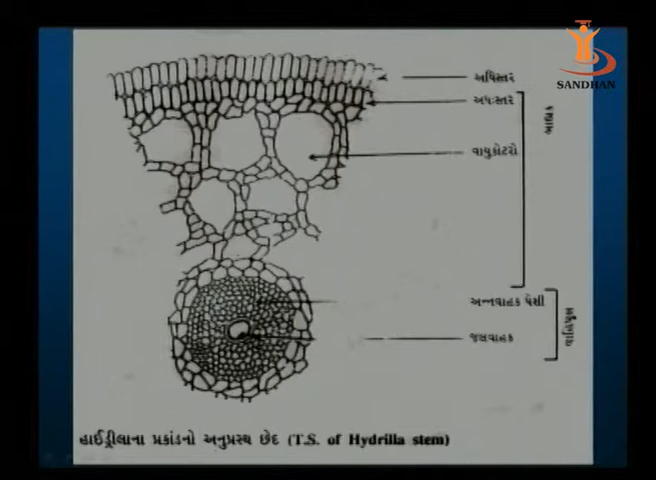 SANDHAN
અધિસ્તર
અધઃસ્તર
બાહ્યક
વાયુકોટરો
અન્નવાહક પેશી
જલવાહક
વાહિપુલ
હાઈડ્રીલાના પ્રકાંડનો અનુપ્રસ્થ છેદ (T.S. of Hydrilla stem)